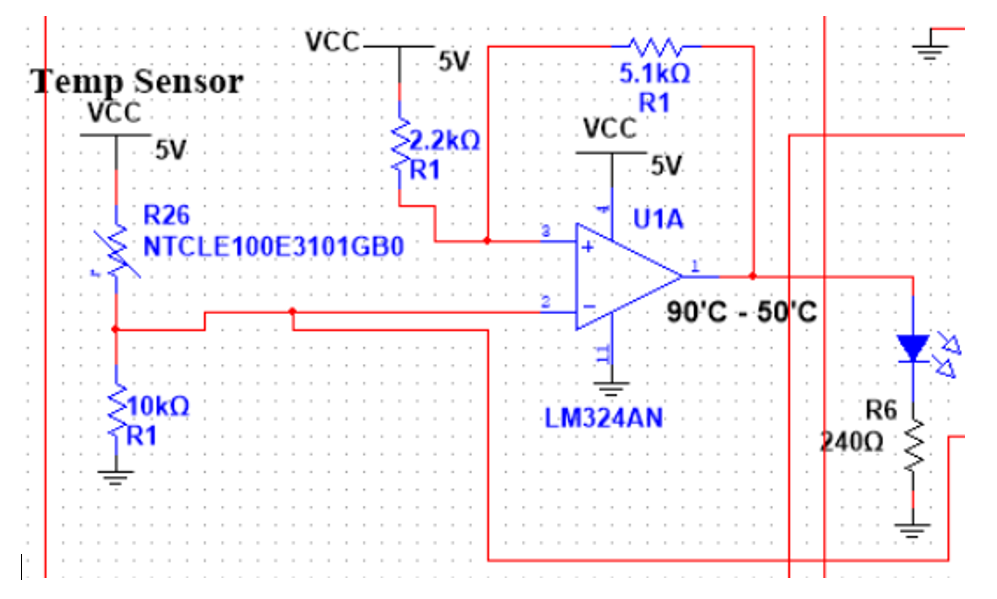 VCC
5V
Temp Sensor
VCC
5V
5.1kΩ
R1
2.2kΩ
R1
VCC
5V
R26
NTCLE100E3101GB0
r
U1A
4
3
+
1
2
−
11
90'C - 50'C
LM324AN
10kΩ
R1
R6
240Ω